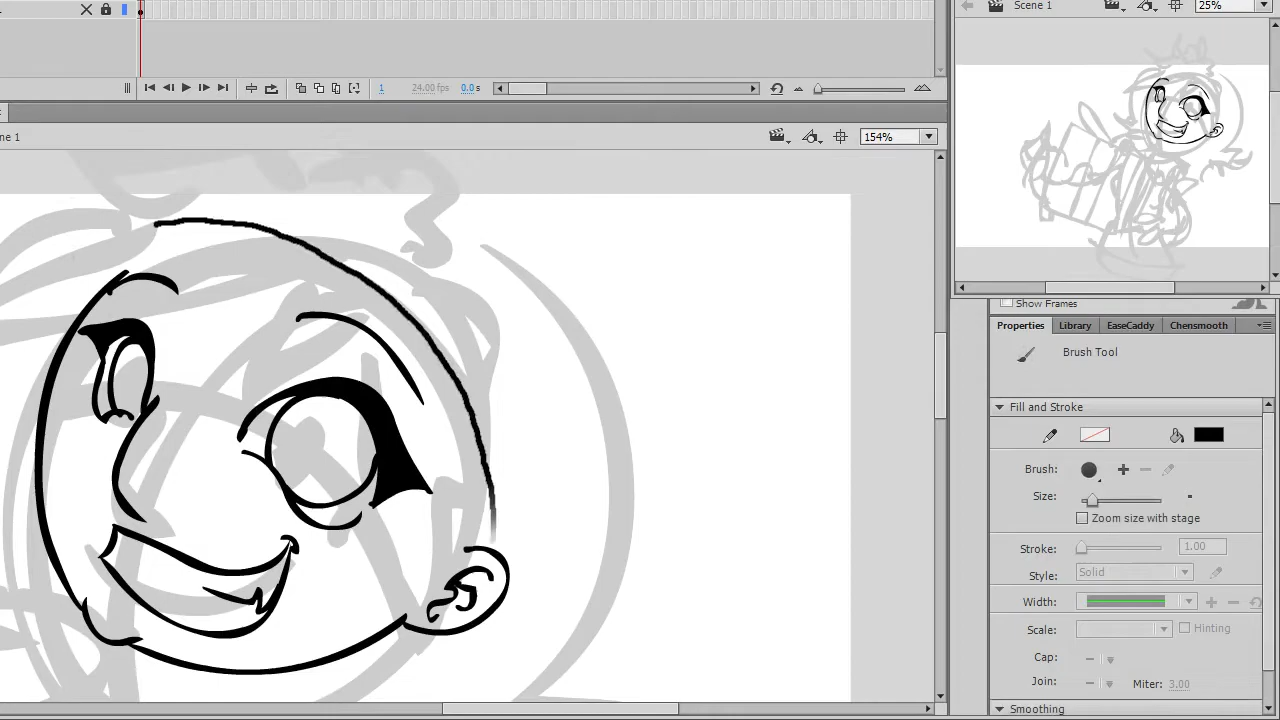 Scene 1
25%
1
24.00 fps
0.0 s
ne 1
154%
Show Frames
Properties
Library
EaseCaddy
Chensmooth
Brush Tool
Fill and Stroke
Brush:
Size:
Zoom size with stage
Stroke:
1.00
Style:
Solid
Width:
Scale:
Hinting
Cap:
Join:
Miter: 3.00
Smoothing